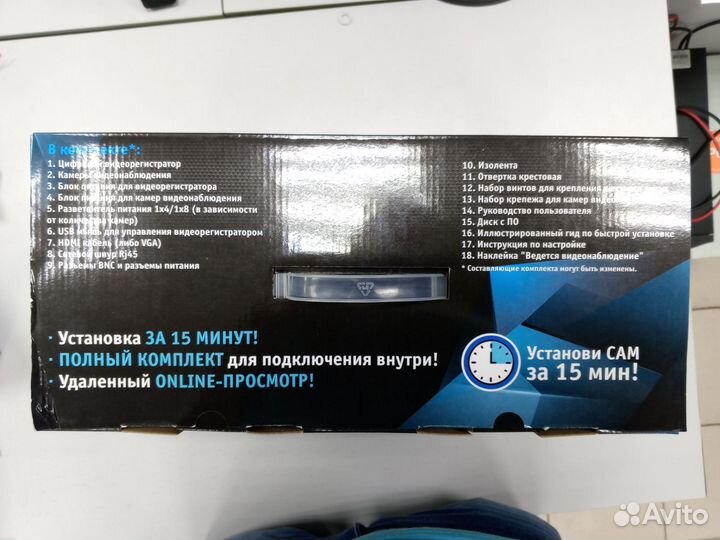 В комплекте*:
1. Цифровой видеорегистратор
2. Камеры видеонаблюдения
3. Блок питания для видеорегистратора
4. Блок питания для камер видеонаблюдения
5. Разветвитель питания 1x4/1x8 (в зависимости
от количества камер)
6. USB мышь для управления видеорегистратором
7. HDMI кабель (либо VGA)
8. Сетевой шнур Rj45
9. Разъемы BNC и разъемы питания
10. Изолента
11. Отвертка крестовая
12. Набор винтов для крепления
13. Набор крепежа для камер
14. Руководство пользователя
15. Диск с ПО
16. Иллюстрированный гид по быстрой установке
17. Инструкция по настройке
18. Наклейка "Ведется видеонаблюдение"
* Составляющие комплекта могут быть изменены.
· Установка ЗА 15 МИНУТ!
· ПОЛНЫЙ КОМПЛЕКТ для подключения внутри!
· Удаленный ONLINE-ПРОСМОТР!
Установи САМ
за 15 мин!
Avito